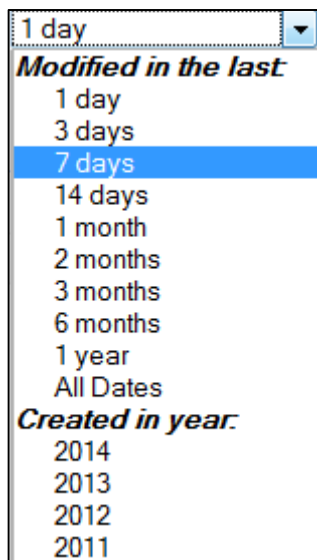 1 day
Modified in the last:
1 day
3 days
7 days
14 days
1 month
2 months
3 months
6 months
1 year
All Dates
Created in year:
2014
2013
2012
2011